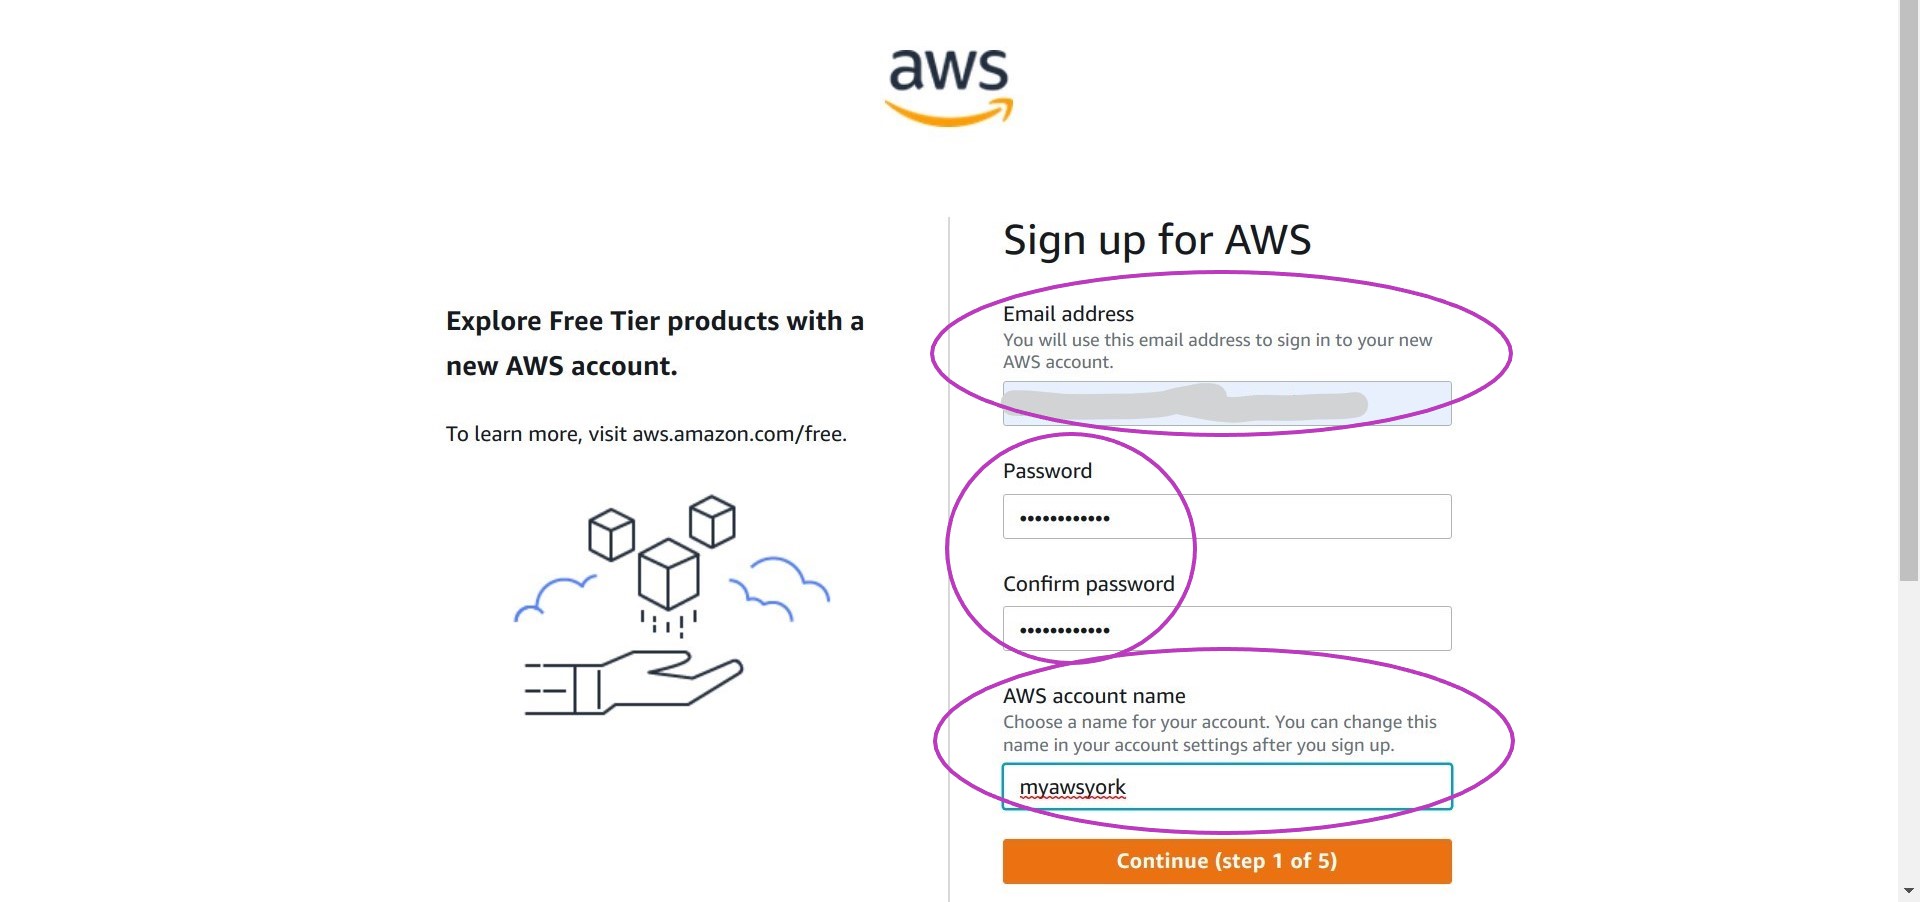 aws
Sign up for AWS
Explore Free Tier products with a
new AWS account.
To learn more, visit aws.amazon.com/free.
Email address
You will use this email address to sign in to your new
AWS account.
Password
••••••••••••
Confirm password
••••••••••••
AWS account name
Choose a name for your account. You can change this
name in your account settings after you sign up.
myawsyork
Continue (step 1 of 5)